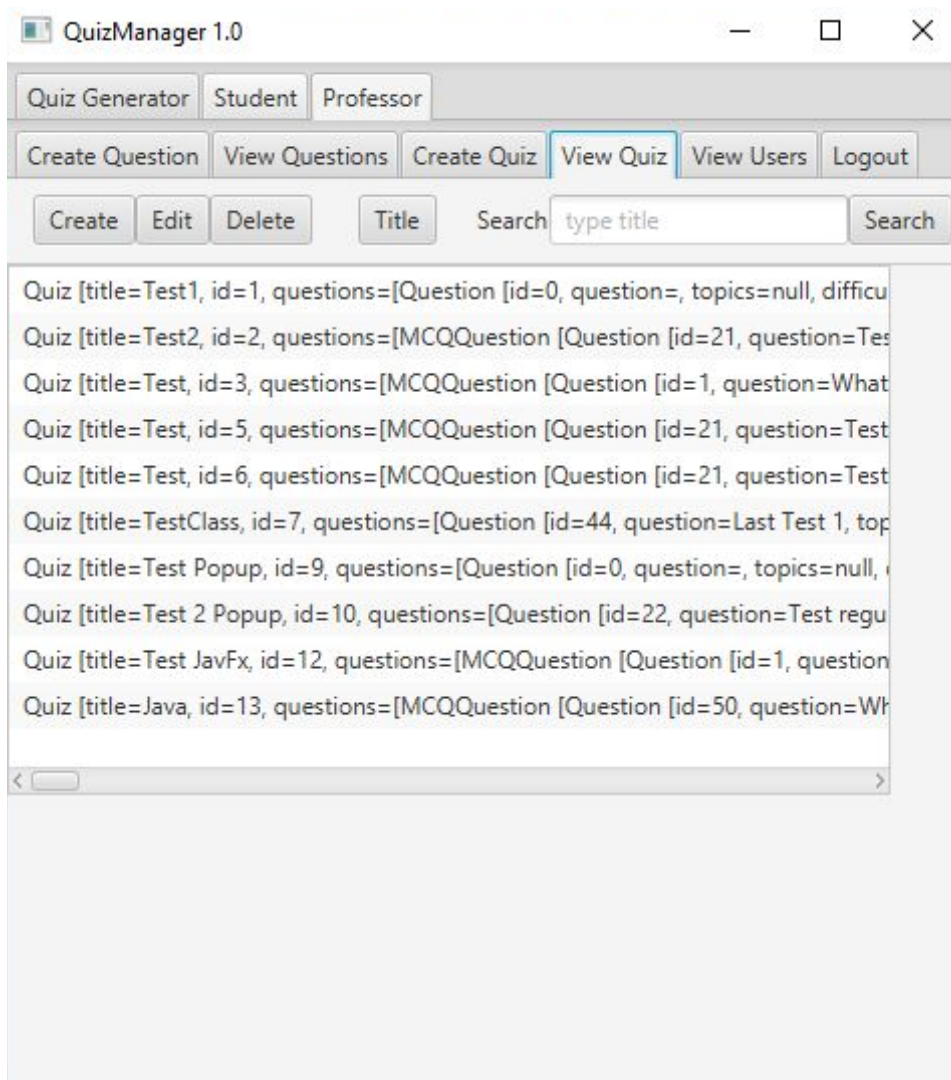 QuizManager 1.0
Quiz Generator Student Professor
Create Question View Questions Create Quiz View Quiz View Users Logout
Create Edit Delete Title Search type title Search
Quiz [title=Test1, id=1, questions=[Question [id=0, question=, topics=null, difficu
Quiz [title=Test2, id=2, questions=[MCQQuestion [Question [id=21, question=Tes
Quiz [title=Test, id=3, questions=[MCQQuestion [Question [id=1, question=What
Quiz [title=Test, id=5, questions=[MCQQuestion [Question [id=21, question=Test
Quiz [title=Test, id=6, questions=[MCQQuestion [Question [id=21, question=Test
Quiz [title=TestClass, id=7, questions=[Question [id=44, question=Last Test 1, top
Quiz [title=Test Popup, id=9, questions=[Question [id=0, question=, topics=null,
Quiz [title=Test 2 Popup, id=10, questions=[Question [id=22, question=Test regu
Quiz [title=Test JavFx, id=12, questions=[MCQQuestion [Question [id=1, question
Quiz [title=Java, id=13, questions=[MCQQuestion [Question [id=50, question=Wh